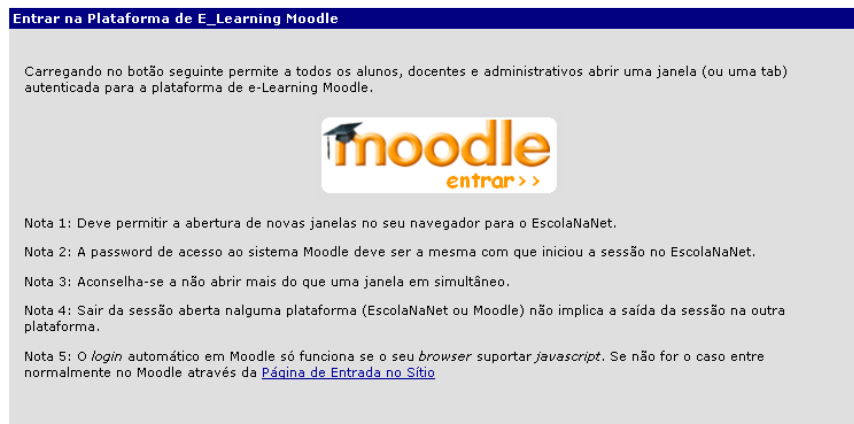 Entrar na Plataforma de E_Learning Moodle
Carregando no botão seguinte permite a todos os alunos, docentes e administrativos abrir uma janela (ou uma tab)
autenticada para a plataforma de e-Learning Moodle.
moodle
entrar>>
Nota 1: Deve permitir a abertura de novas janelas no seu navegador para o EscolaNaNet.
Nota 2: A password de acesso ao sistema Moodle deve ser a mesma com que iniciou a sessão no EscolaNaNet.
Nota 3: Aconselha-se a não abrir mais do que uma janela em simultâneo.
Nota 4: Sair da sessão aberta nalguma plataforma (EscolaNaNet ou Moodle) não implica a saída da sessão na outra
plataforma.
Nota 5: O login automático em Moodle só funciona se o seu browser suportar javascript. Se não for o caso entre
normalmente no Moodle através da Página de Entrada no Sítio